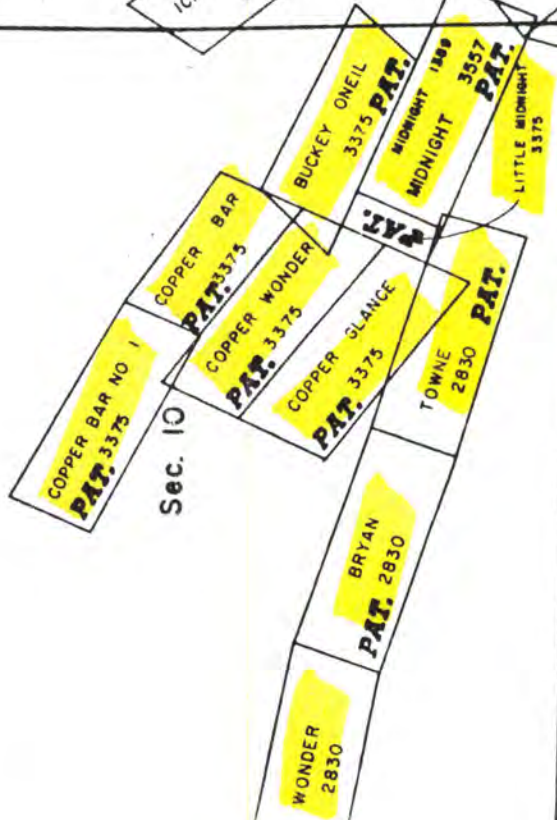 BUCKEY ONEIL
3375 PAT.
MIDNIGHT 1389
MIDNIGHT 3557
PAT.
LITTLE MIDNIGHT
3375
PAT.
COPPER BAR
PAT. 3375
COPPER WONDER
PAT. 3375
COPPER GLANCE
PAT. 3375
COPPER BAR NO 1
PAT. 3375
Sec. 10
TOWNE PAT.
2830
BRYAN
PAT. 2830
WONDER
2830